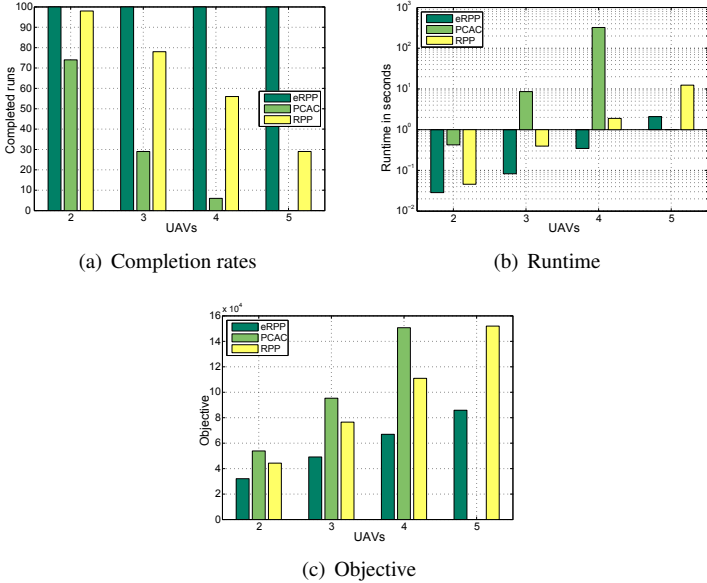 100
90
80
70
60
50
40
30
20
10
0
Completed runs
2 3 4 5
UAVs
eRPP
PCAC
RPP
(a) Completion rates
10³
10²
10¹
10⁰
10⁻¹
10⁻²
Runtime in seconds
2 3 4 5
UAVs
eRPP
PCAC
RPP
(b) Runtime
x 10⁴
16
14
12
10
8
6
4
2
0
Objective
2 3 4 5
UAVs
eRPP
PCAC
RPP
(c) Objective